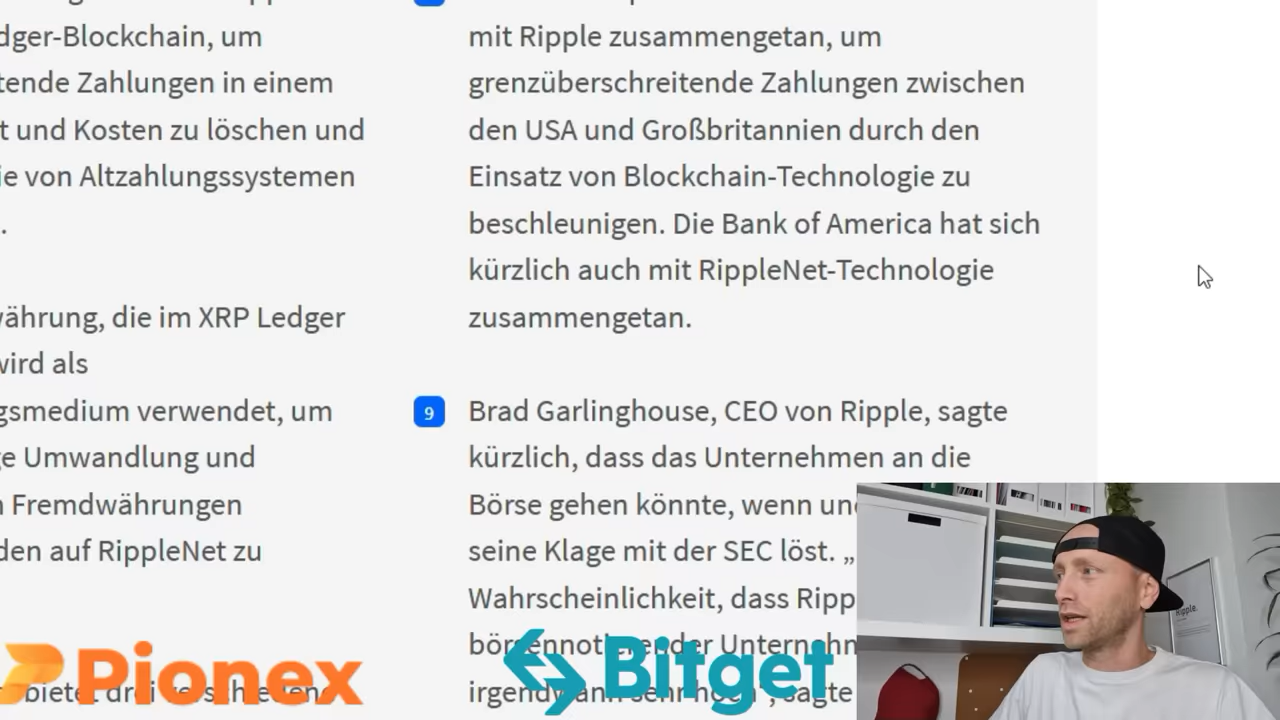 dger-Blockchain, um
tende Zahlungen in einem
t und Kosten zu löschen und
ie von Altzahlungssystemen
.
währung, die im XRP Ledger
wird als
gsmedium verwendet, um
ge Umwandlung und
n Fremdwährungen
den auf RippleNet zu
mit Ripple zusammengetan, um
grenzüberschreitende Zahlungen zwischen
den USA und Großbritannien durch den
Einsatz von Blockchain-Technologie zu
beschleunigen. Die Bank of America hat sich
kürzlich auch mit RippleNet-Technologie
zusammengetan.
9
Brad Garlinghouse, CEO von Ripple, sagte
kürzlich, dass das Unternehmen an die
Börse gehen könnte, wenn und
seine Klage mit der SEC löst. „
Wahrscheinlichkeit, dass Ripp
Unternehm
sagte
Pionex
Bitget
Ripple.